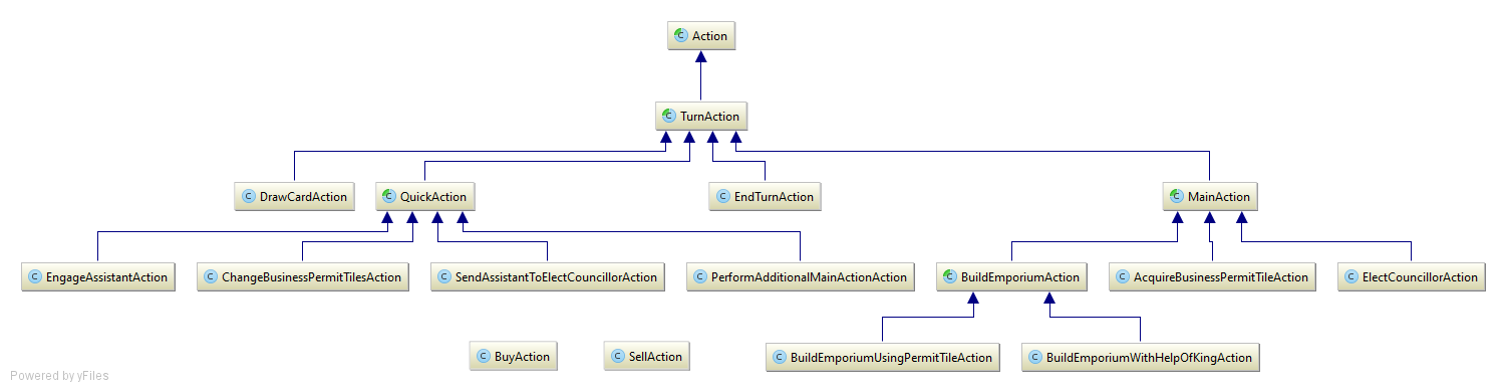 Action
TurnAction
DrawCardAction
QuickAction
EndTurnAction
MainAction
EngageAssistantAction
ChangeBusinessPermitTilesAction
SendAssistantToElectCouncillorAction
PerformAdditionalMainActionAction
BuildEmporiumAction
AcquireBusinessPermitTileAction
ElectCouncillorAction
BuyAction
SellAction
BuildEmporiumUsingPermitTileAction
BuildEmporiumWithHelpOfKingAction
Powered by yFiles